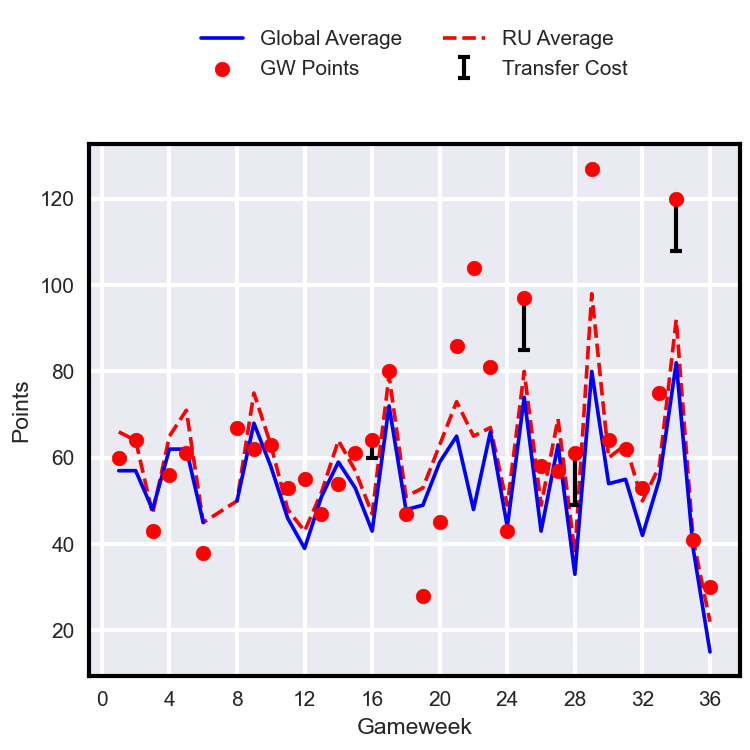 Global Average
RU Average
GW Points
Transfer Cost
120
100
80
60
40
20
Points
0 4 8 12 16 20 24 28 32 36
Gameweek